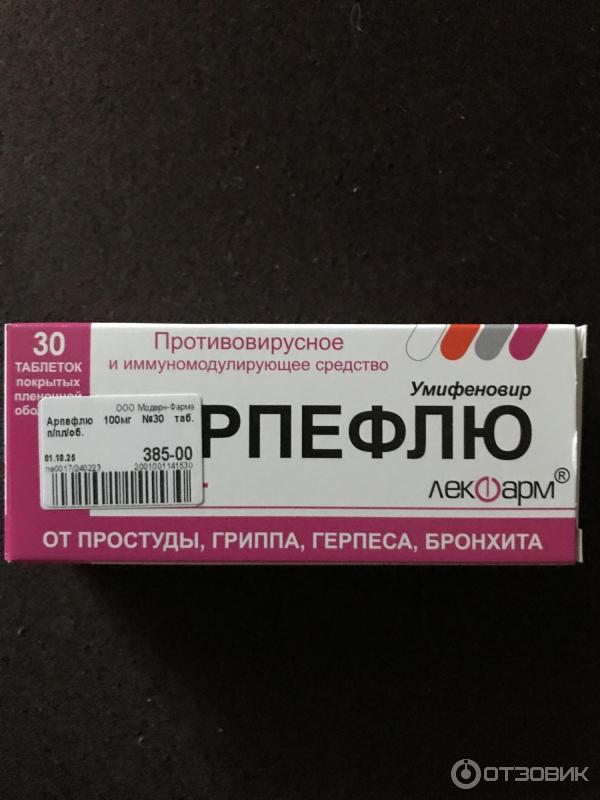 30
ТАБЛЕТОК
покрытых
пленочной
Противовирусное
и иммуномодулирующее средство
Умифеновир
РПЕФЛЮ
лекФарм®
ООО Модерн-Фарма
Арпефлю 100мг №30 таб.
п/пл/об.
01.10.25 385-00
2001001141530
ОТ ПРОСТУДЫ, ГРИППА, ГЕРПЕСА, БРОНХИТА
ОТЗОВИК